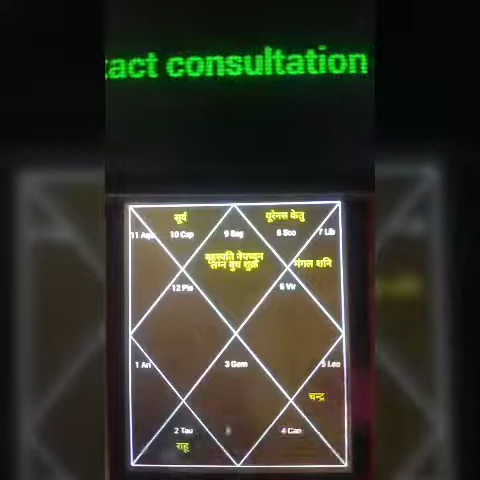 tact consultation
सूर्य
यूरेनस केतु
11 Aqu
10 Cap
9 Sag
8 Sco
7 Lib
बृहस्पति नेपच्यून
लग्न बुध शुक्र
मंगल शनि
12 Pis
6 Vir
1 Ari
3 Gem
5 Leo
चन्द्र
2 Tau
4 Can
राहू